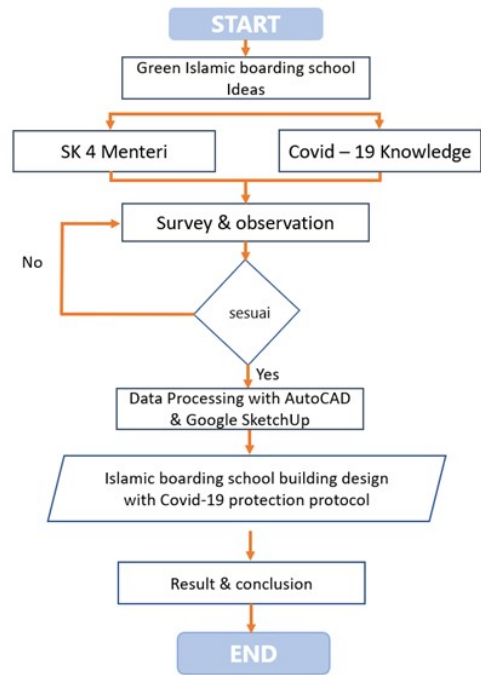 START
Green Islamic boarding school
Ideas
SK 4 Menteri
Covid – 19 Knowledge
Survey & observation
No
sesuai
Yes
Data Processing with AutoCAD
& Google SketchUp
Islamic boarding school building design
with Covid-19 protection protocol
Result & conclusion
END